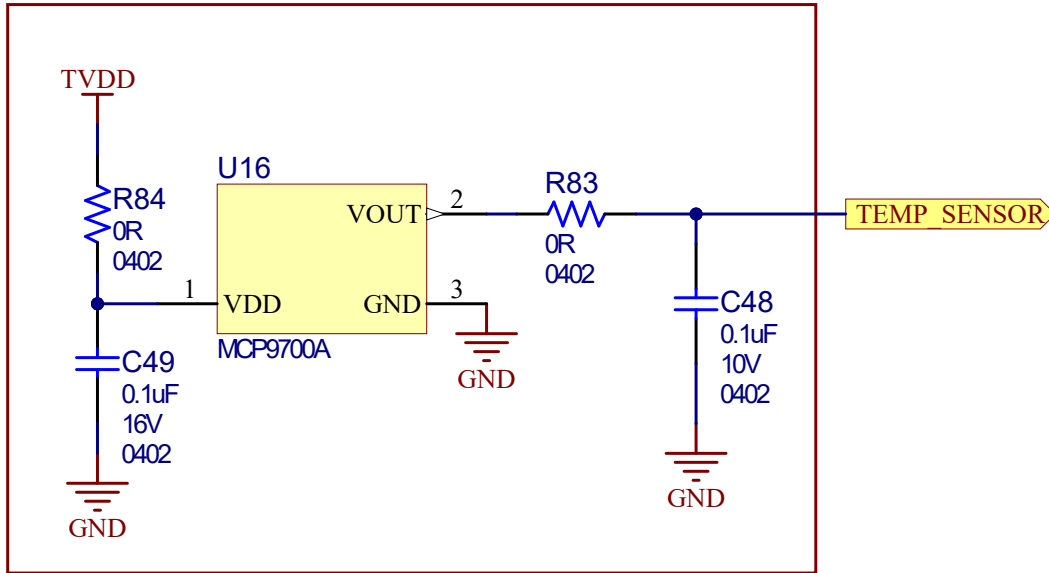 TVDD
R84
0R
0402
U16
VOUT
2
1
VDD
GND
3
MCP9700A
GND
C49
0.1uF
16V
0402
GND
R83
0R
0402
TEMP_SENSOR
C48
0.1uF
10V
0402
GND